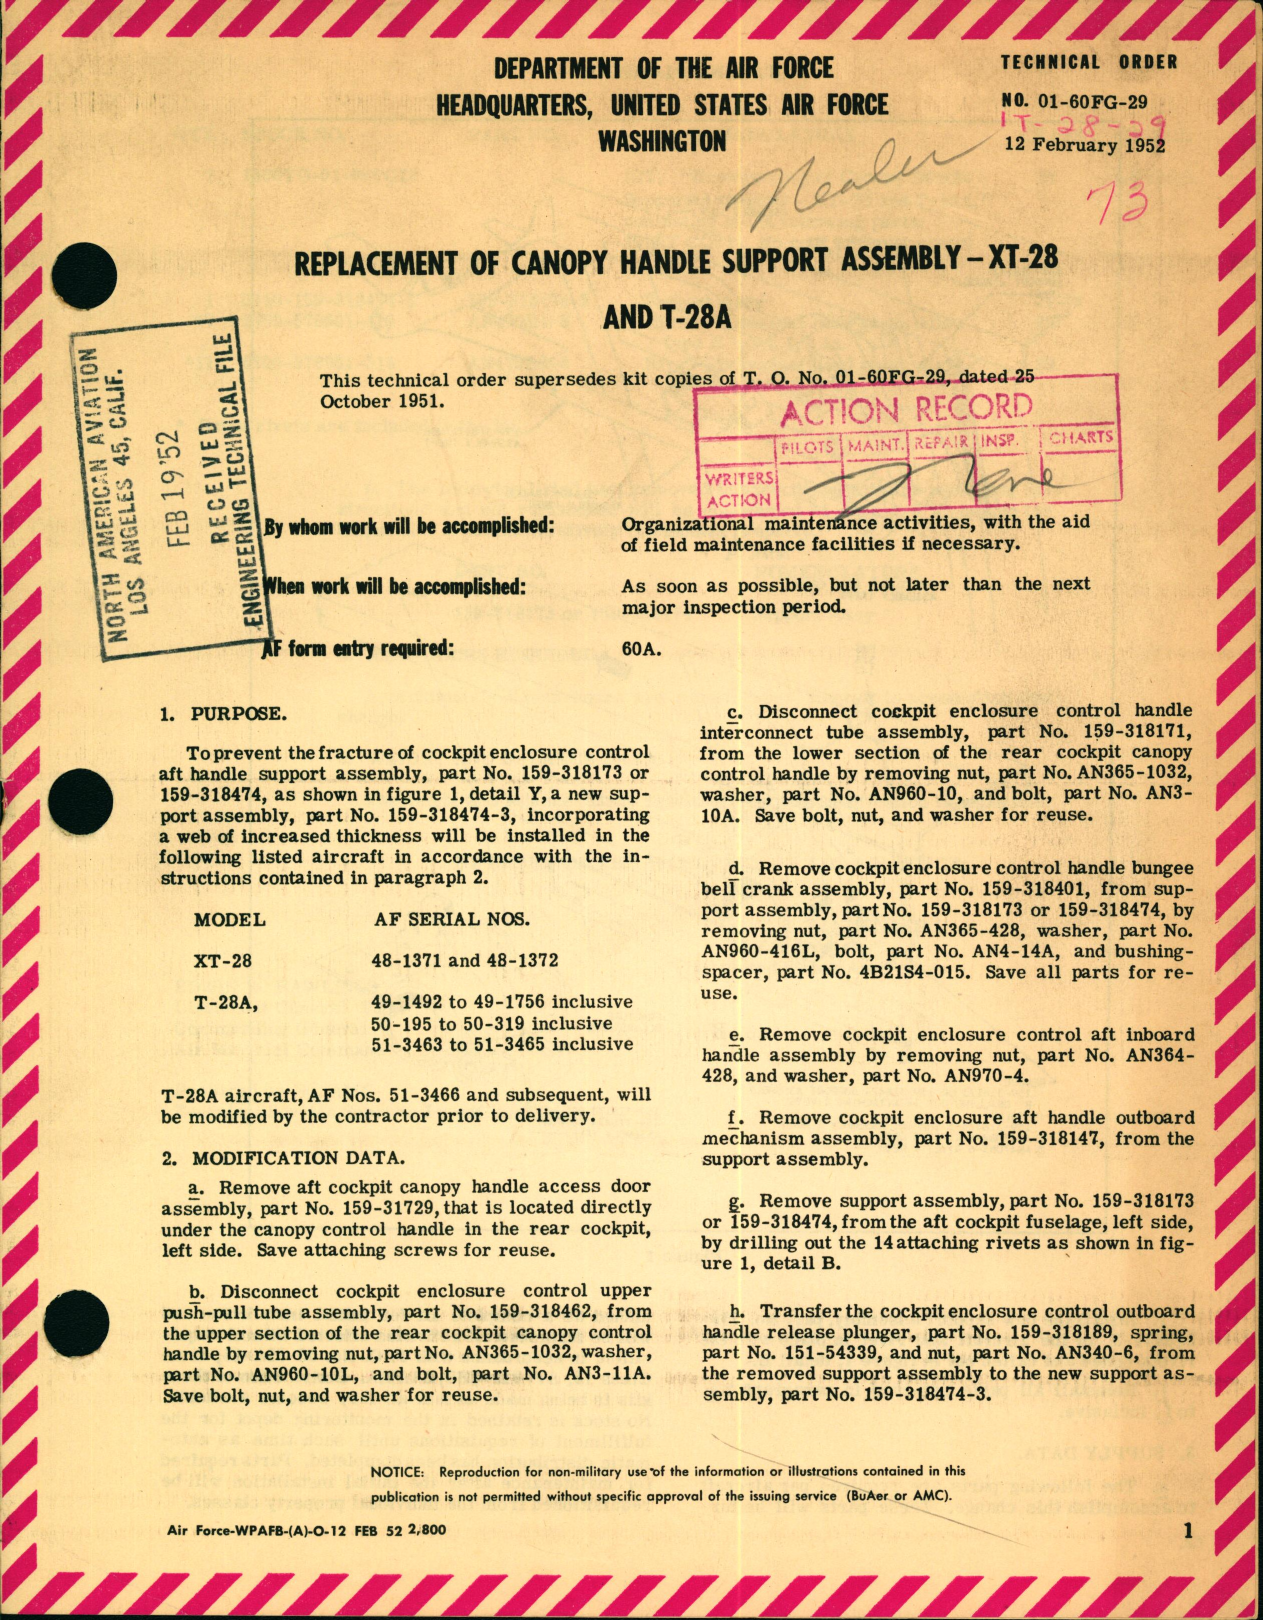 DEPARTMENT OF THE AIR FORCE
HEADQUARTERS, UNITED STATES AIR FORCE
WASHINGTON
TECHNICAL ORDER
NO. 01-60FG-29
1T-28-29
12 February 1952
73
REPLACEMENT OF CANOPY HANDLE SUPPORT ASSEMBLY – XT-28
AND T-28A
NORTH AMERICAN AVIATION
LOS ANGELES 45, CALIF.
FEB 19 '52
RECEIVED
ENGINEERING TECHNICAL FILE
This technical order supersedes kit copies of T. O. No. 01-60FG-29, dated 25
October 1951.
ACTION RECORD
PILOTS MAINT. REPAIR INSP. CHARTS
WRITERS
ACTION
By whom work will be accomplished:
Organizational maintenance activities, with the aid
of field maintenance facilities if necessary.
When work will be accomplished:
As soon as possible, but not later than the next
major inspection period.
AF form entry required:
60A.
1. PURPOSE.
To prevent the fracture of cockpit enclosure control
aft handle support assembly, part No. 159-318173 or
159-318474, as shown in figure 1, detail Y, a new sup-
port assembly, part No. 159-318474-3, incorporating
a web of increased thickness will be installed in the
following listed aircraft in accordance with the in-
structions contained in paragraph 2.
MODEL AF SERIAL NOS.
XT-28 48-1371 and 48-1372
T-28A, 49-1492 to 49-1756 inclusive
50-195 to 50-319 inclusive
51-3463 to 51-3465 inclusive
T-28A aircraft, AF Nos. 51-3466 and subsequent, will
be modified by the contractor prior to delivery.
2. MODIFICATION DATA.
a. Remove aft cockpit canopy handle access door
assembly, part No. 159-31729, that is located directly
under the canopy control handle in the rear cockpit,
left side. Save attaching screws for reuse.
b. Disconnect cockpit enclosure control upper
push-pull tube assembly, part No. 159-318462, from
the upper section of the rear cockpit canopy control
handle by removing nut, part No. AN365-1032, washer,
part No. AN960-10L, and bolt, part No. AN3-11A.
Save bolt, nut, and washer for reuse.
c. Disconnect cockpit enclosure control handle
interconnect tube assembly, part No. 159-318171,
from the lower section of the rear cockpit canopy
control handle by removing nut, part No. AN365-1032,
washer, part No. AN960-10, and bolt, part No. AN3-
10A. Save bolt, nut, and washer for reuse.
d. Remove cockpit enclosure control handle bungee
bell crank assembly, part No. 159-318401, from sup-
port assembly, part No. 159-318173 or 159-318474, by
removing nut, part No. AN365-428, washer, part No.
AN960-416L, bolt, part No. AN4-14A, and bushing-
spacer, part No. 4B21S4-015. Save all parts for re-
use.
e. Remove cockpit enclosure control aft inboard
handle assembly by removing nut, part No. AN364-
428, and washer, part No. AN970-4.
f. Remove cockpit enclosure aft handle outboard
mechanism assembly, part No. 159-318147, from the
support assembly.
g. Remove support assembly, part No. 159-318173
or 159-318474, from the aft cockpit fuselage, left side,
by drilling out the 14 attaching rivets as shown in fig-
ure 1, detail B.
h. Transfer the cockpit enclosure control outboard
handle release plunger, part No. 159-318189, spring,
part No. 151-54339, and nut, part No. AN340-6, from
the removed support assembly to the new support as-
sembly, part No. 159-318474-3.
NOTICE: Reproduction for non-military use of the information or illustrations contained in this
publication is not permitted without specific approval of the issuing service (BuAer or AMC).
Air Force-WPAFB-(A)-O-12 FEB 52 2,800
1